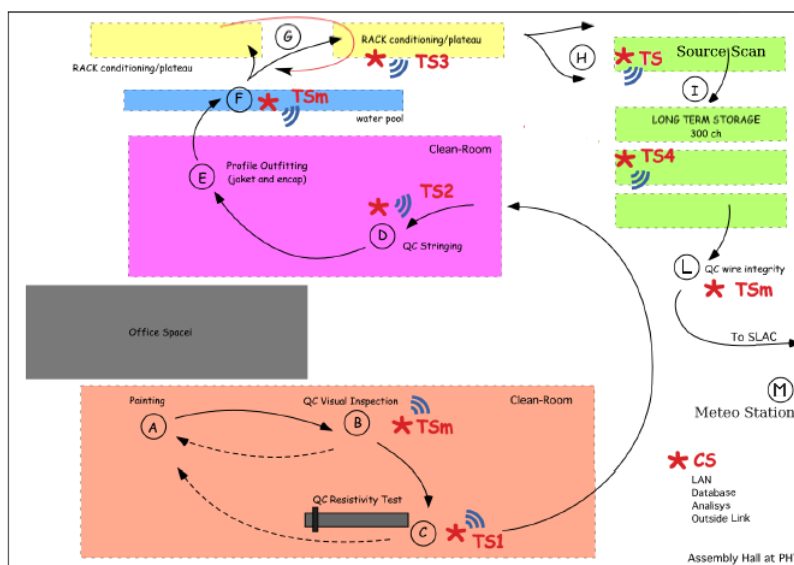 G
RACK conditioning/plateau
RACK conditioning/plateau
TS3
H
TS
Source Scan
I
F
TSm
water pool
LONG TERM STORAGE
300 ch
Clean-Room
E
Profile Outfitting
(jaket and encap)
TS2
TS4
D
QC Stringing
L
QC wire integrity
TSm
Office Spacei
To SLAC
M
Meteo Station
Painting
QC Visual Inspection
Clean-Room
A
B
TSm
CS
LAN
Database
Analisys
Outside Link
QC Resistivity Test
C
TS1
Assembly Hall at PH